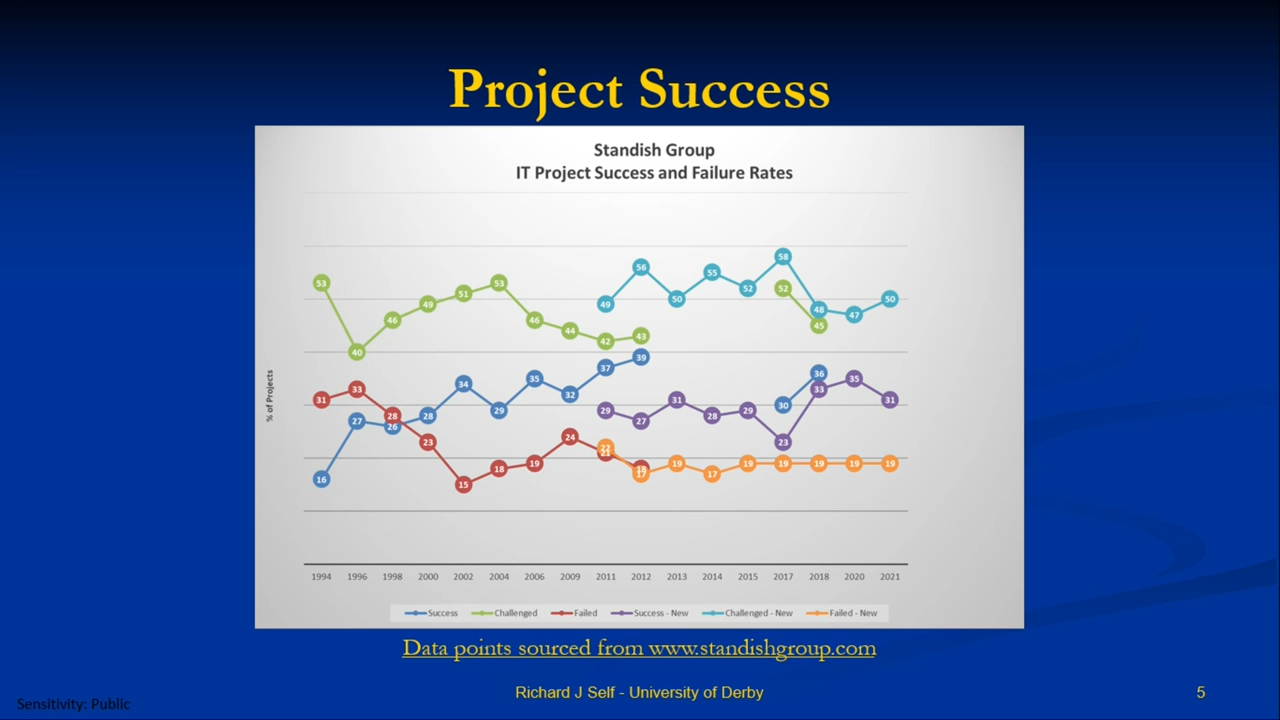 Project Success
Standish Group
IT Project Success and Failure Rates
% of Projects
53 40 46 49 51 53 46 44 42 43 52 45
49 56 50 55 52 58 48 47 50
16 27 26 28 34 29 35 32 37 39 30 36
31 33 28 23 15 18 19 24 21 18
29 27 31 28 29 23 33 35 31
22 17 19 17 19 19 19 19 19
1994 1996 1998 2000 2002 2004 2006 2009 2011 2012 2013 2014 2015 2017 2018 2020 2021
Success Challenged Failed Success - New Challenged - New Failed - New
Data points sourced from www.standishgroup.com
Richard J Self - University of Derby
5
Sensitivity: Public